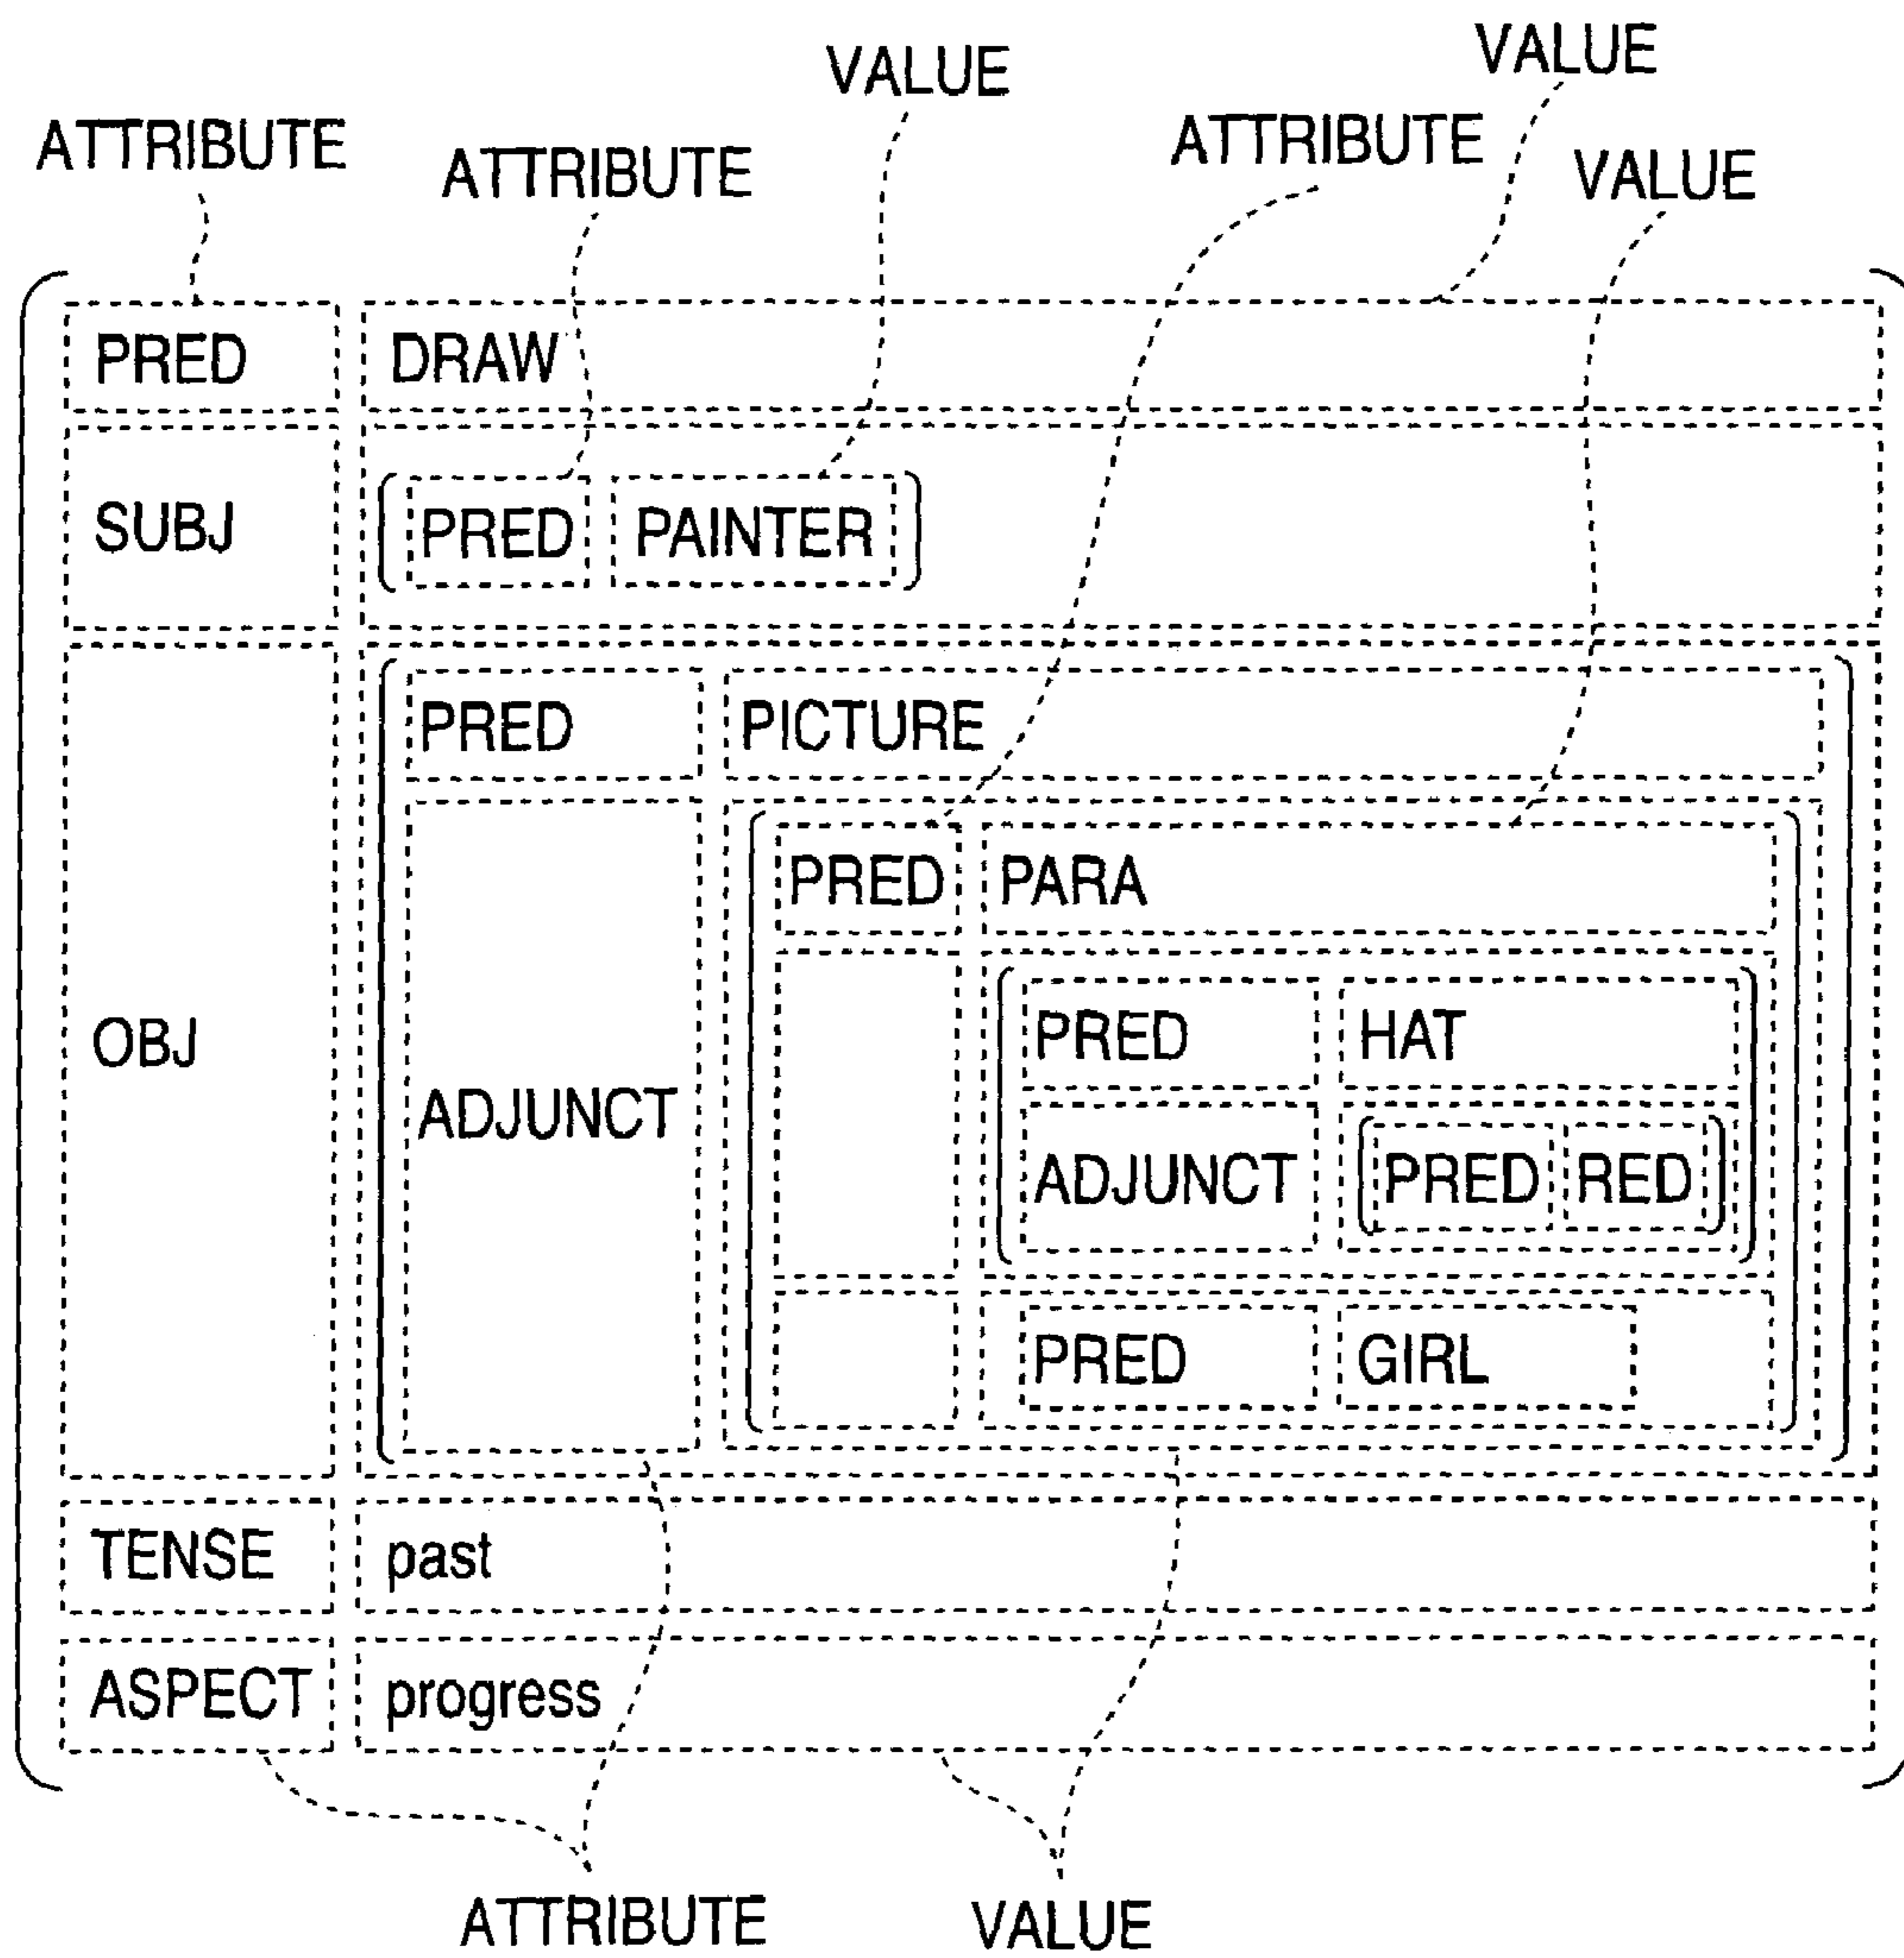 VALUE
VALUE
ATTRIBUTE
ATTRIBUTE
ATTRIBUTE
VALUE
PRED DRAW
SUBJ PRED PAINTER
PRED PICTURE
PRED PARA
OBJ PRED HAT
ADJUNCT
ADJUNCT PRED RED
PRED GIRL
TENSE past
ASPECT progress
ATTRIBUTE VALUE